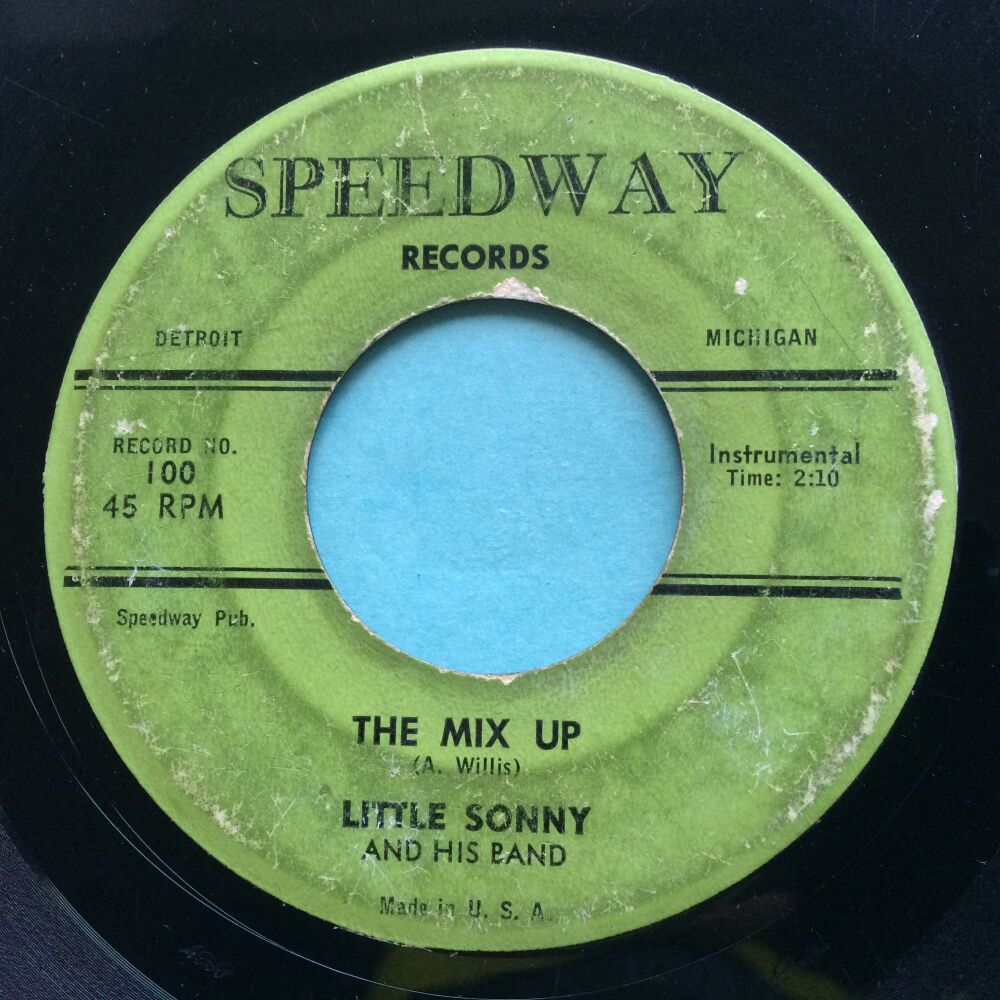 SPEEDWAY
RECORDS
DETROIT
MICHIGAN
RECORD NO.
100
45 RPM
Instrumental
Time: 2:10
Speedway Pub.
THE MIX UP
(A. Willis)
LITTLE SONNY
AND HIS BAND
Made in U. S. A.